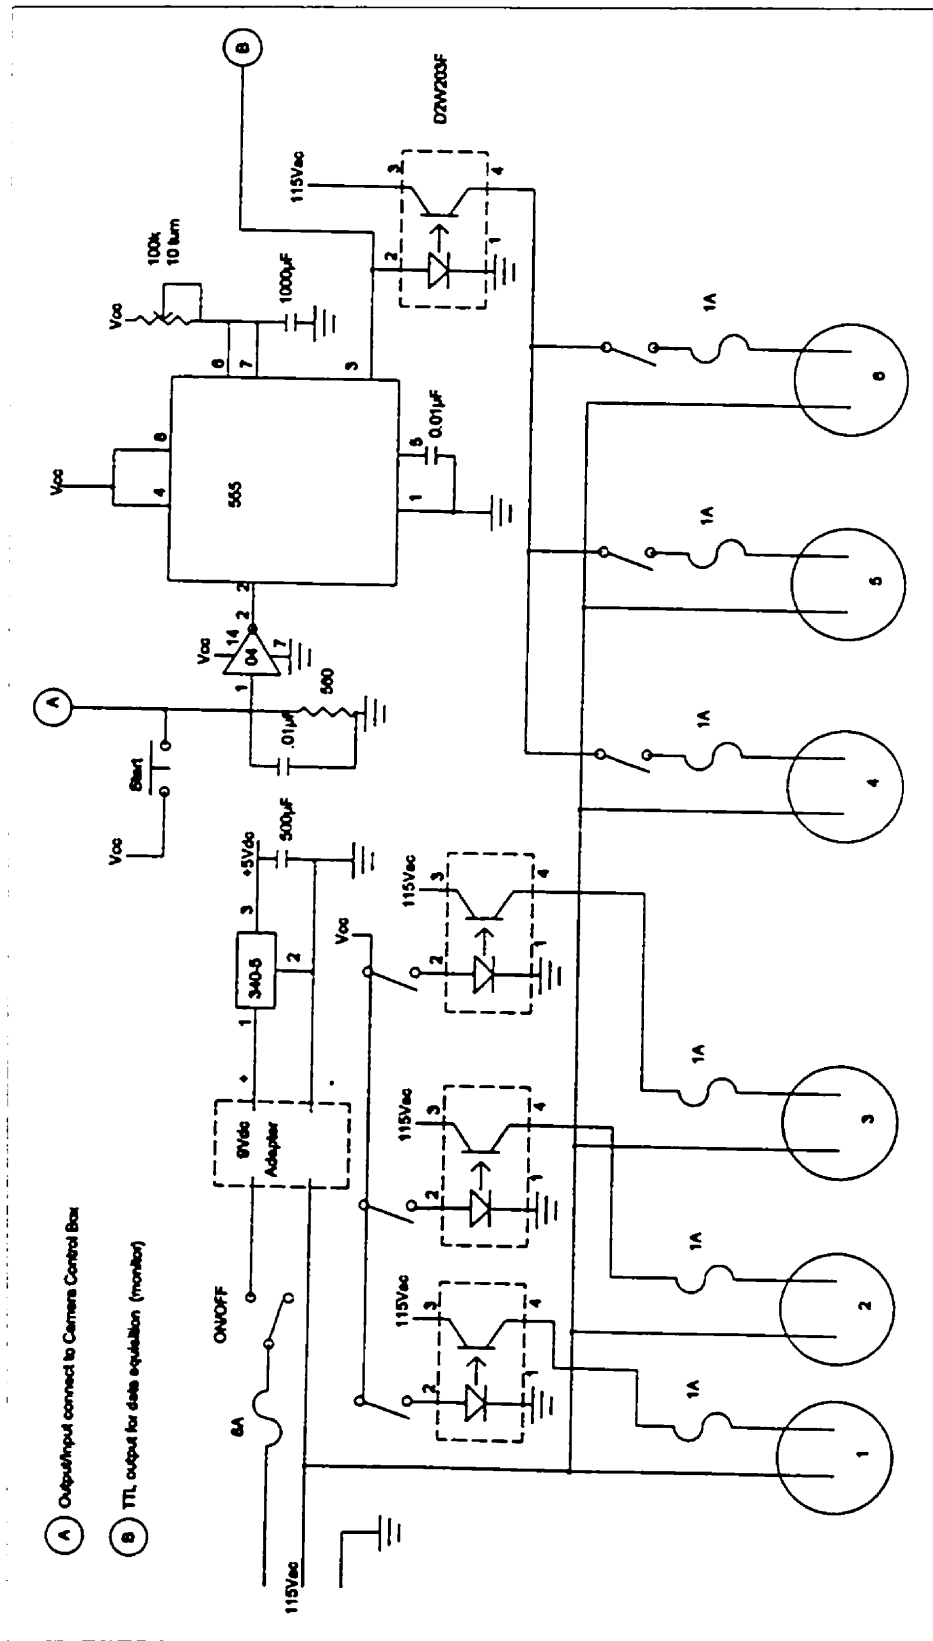 A Output/Input connect to Camera Control Box
B TTL output for data equisition (monitor)
115Vac
8A
ON/OFF
9Vdc
Adapter
+
1
340-5
3
2
+5Vdc
500µF
Vcc
Start
A
.01µF
560
1
04
Vcc
14
7
2
2
555
Vcc
4
8
6
7
3
1
5
0.01µF
Vcc
100k
10 turn
1000µF
B
115Vac
3
4
2
1
D2W203F
Vcc
115Vac
3
4
2
1
115Vac
3
4
2
1
115Vac
3
4
2
1
1A
1A
1A
1A
1A
1A
1
2
3
4
5
6